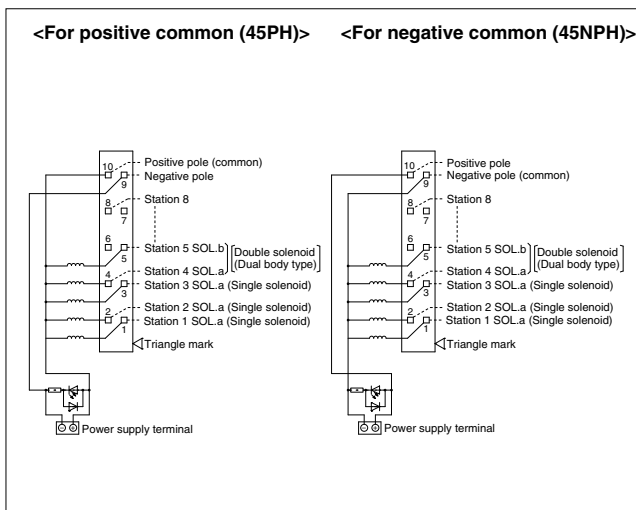 <For positive common (45PH)>
10
9
8
7
6
5
4
3
2
1
Positive pole (common)
Negative pole
Station 8
Station 5 SOL.b
Station 4 SOL.a
Double solenoid
(Dual body type)
Station 3 SOL.a (Single solenoid)
Station 2 SOL.a (Single solenoid)
Station 1 SOL.a (Single solenoid)
Triangle mark
⊖ ⊕ Power supply terminal
<For negative common (45NPH)>
10
9
8
7
6
5
4
3
2
1
Positive pole
Negative pole (common)
Station 8
Station 5 SOL.b
Station 4 SOL.a
Double solenoid
(Dual body type)
Station 3 SOL.a (Single solenoid)
Station 2 SOL.a (Single solenoid)
Station 1 SOL.a (Single solenoid)
Triangle mark
⊖ ⊕ Power supply terminal